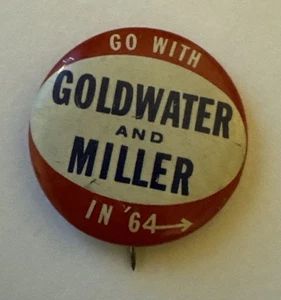 GO WITH
GOLDWATER
AND
MILLER
IN '64